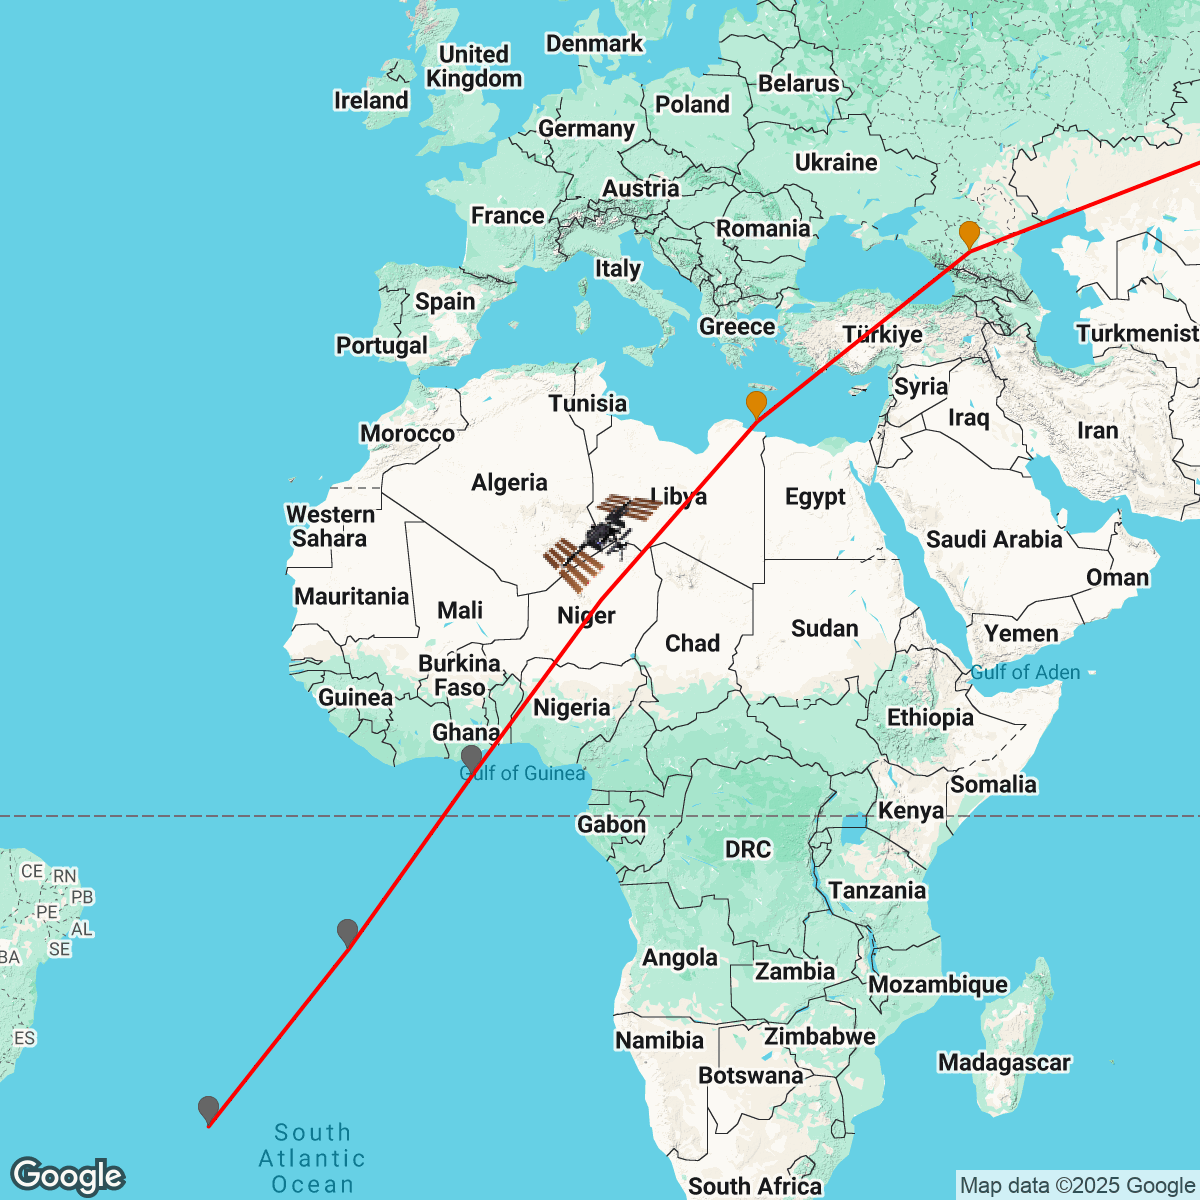 Denmark
United
Kingdom
Belarus
Ireland
Poland
Germany
Ukraine
Austria
France
Romania
Italy
Spain
Greece
Türkiye
Turkmenist
Portugal
Syria
Tunisia
Iraq
Morocco
Iran
Algeria
Libya
Egypt
Western
Sahara
Saudi Arabia
Oman
Mauritania
Mali
Niger
Sudan
Yemen
Chad
Burkina
Faso
Gulf of Aden
Guinea
Nigeria
Ethiopia
Ghana
Gulf of Guinea
Somalia
Kenya
Gabon
DRC
CE
RN
Tanzania
PB
PE
AL
SE
BA
Angola
Zambia
Mozambique
ES
Namibia
Zimbabwe
Madagascar
Botswana
South
Atlantic
Ocean
South Africa
Google
Map data ©2025 Google